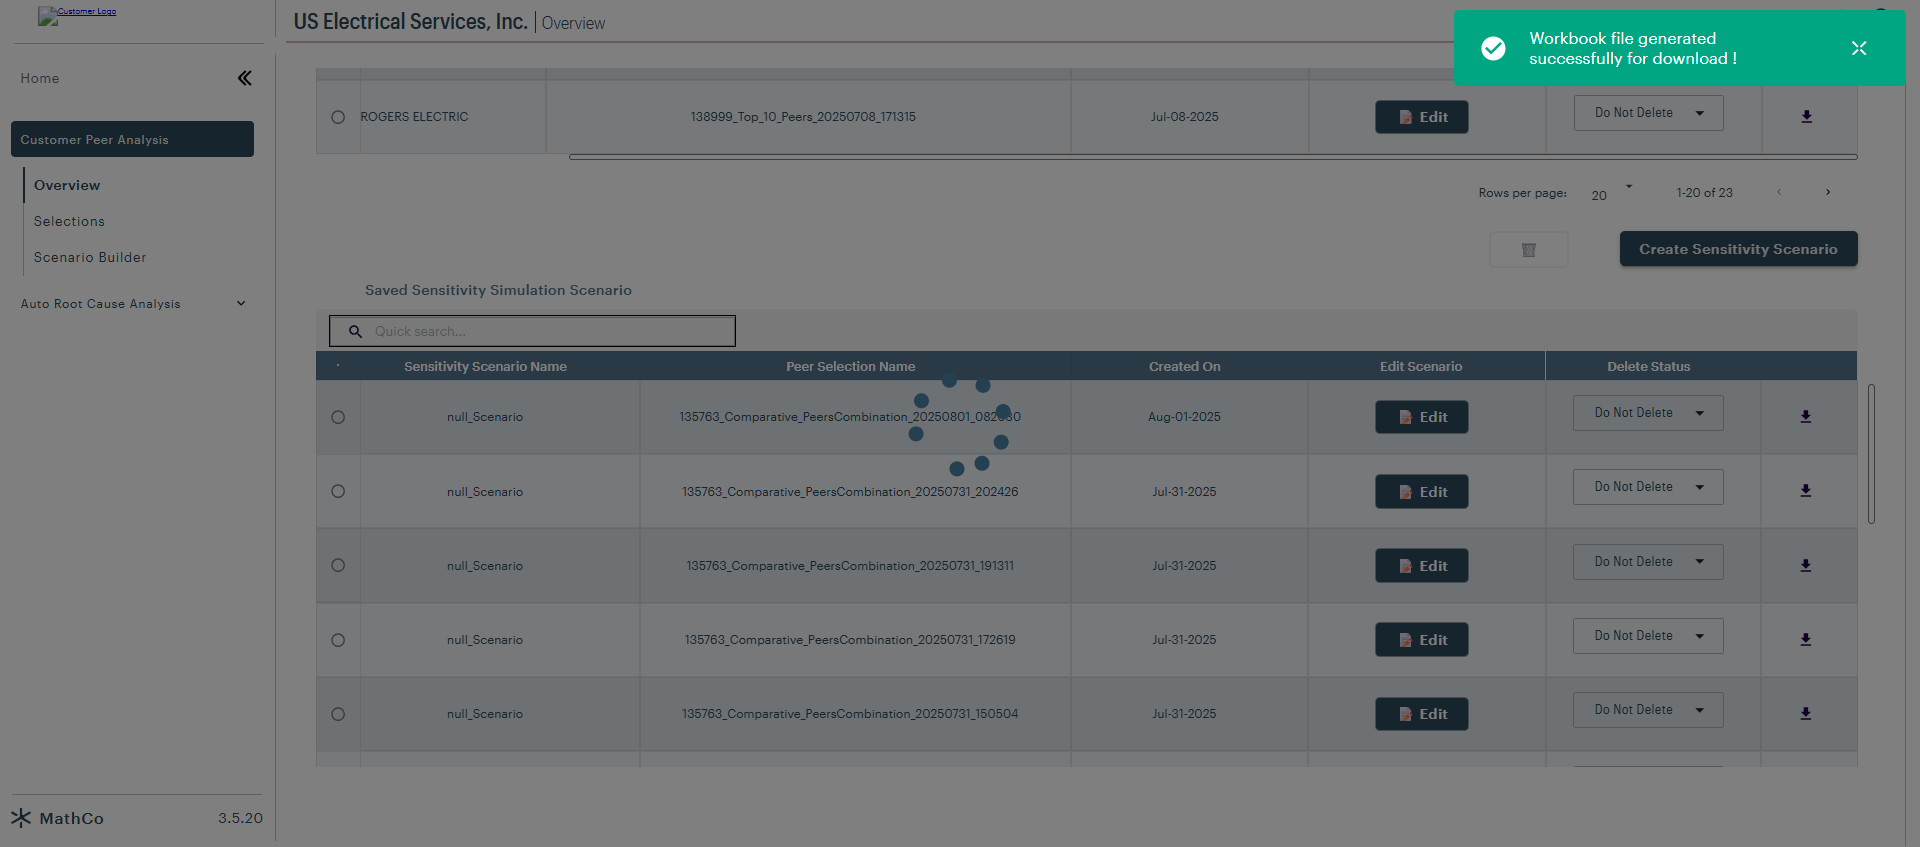 Customer Logo
US Electrical Services, Inc. | Overview
Workbook file generated
successfully for download !
Home
Customer Peer Analysis
Overview
Selections
Scenario Builder
Auto Root Cause Analysis
ROGERS ELECTRIC 138999_Top_10_Peers_20250708_171315 Jul-08-2025 Edit Do Not Delete
Rows per page: 20 1-20 of 23
Create Sensitivity Scenario
Saved Sensitivity Simulation Scenario
Quick search...
Sensitivity Scenario Name Peer Selection Name Created On Edit Scenario Delete Status
null_Scenario 135763_Comparative_PeersCombination_20250801_082030 Aug-01-2025 Edit Do Not Delete
null_Scenario 135763_Comparative_PeersCombination_20250731_202426 Jul-31-2025 Edit Do Not Delete
null_Scenario 135763_Comparative_PeersCombination_20250731_191311 Jul-31-2025 Edit Do Not Delete
null_Scenario 135763_Comparative_PeersCombination_20250731_172619 Jul-31-2025 Edit Do Not Delete
null_Scenario 135763_Comparative_PeersCombination_20250731_150504 Jul-31-2025 Edit Do Not Delete
MathCo 3.5.20